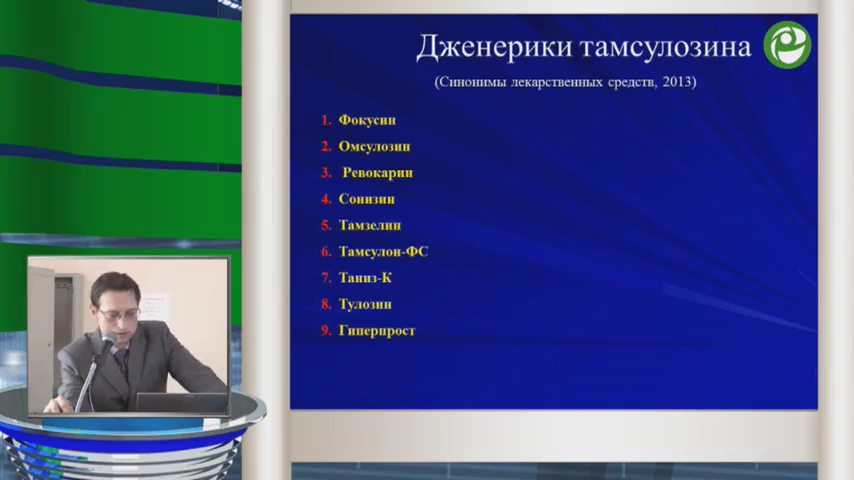 Дженерики тамсулозина
(Синонимы лекарственных средств, 2013)
1. Фокусин
2. Омсулозин
3. Ревокарин
4. Сонизин
5. Тамзелин
6. Тамсулон-ФС
7. Таниз-К
8. Тулозин
9. Гиперпрост